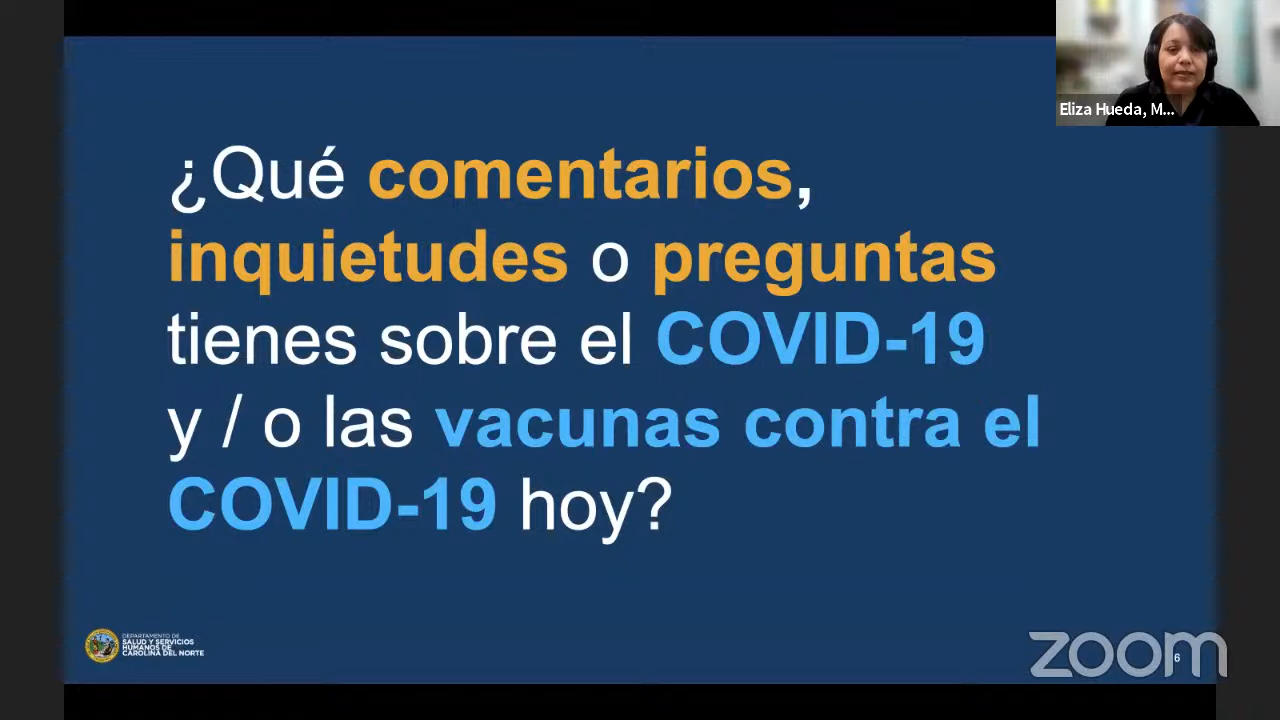 Eliza Hueda, M...
¿Qué comentarios,
inquietudes o preguntas
tienes sobre el COVID-19
y / o las vacunas contra el
COVID-19 hoy?
DEPARTAMENTO DE
SALUD Y SERVICIOS
HUMANOS DE
CAROLINA DEL NORTE
zoom
6